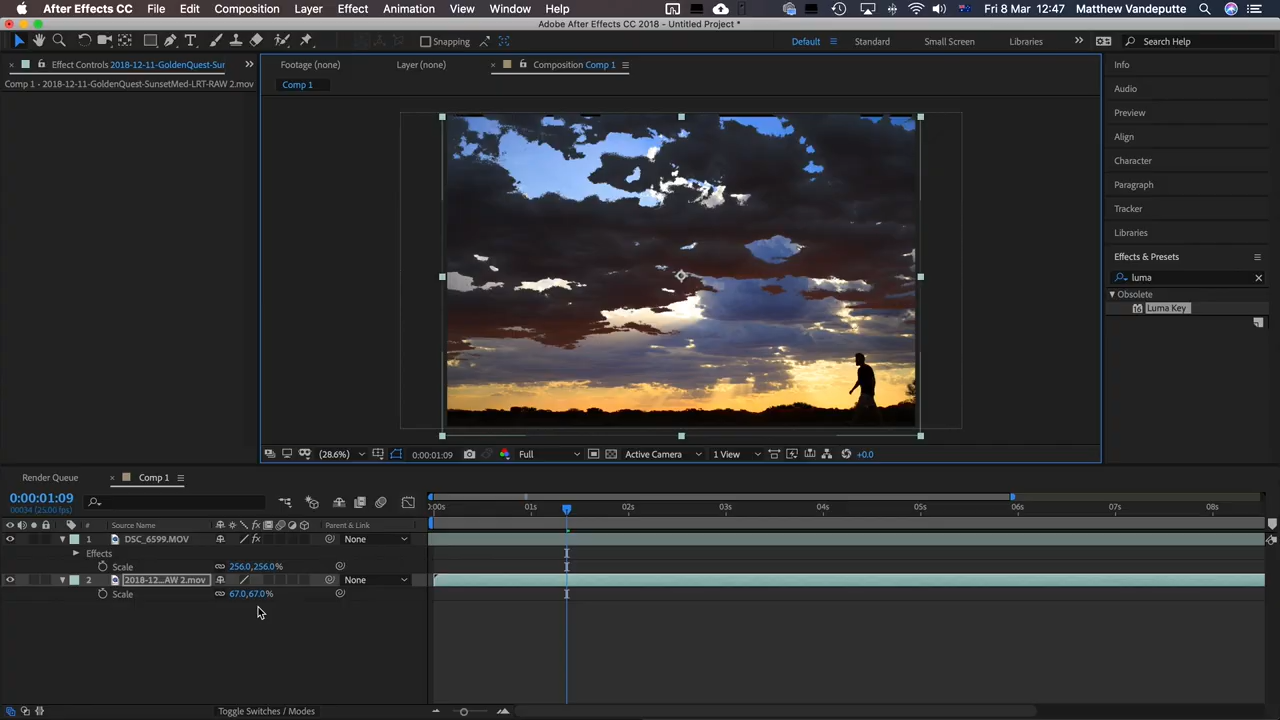 After Effects CC File Edit Composition Layer Effect Animation View Window Help Fri 8 Mar 12:47 Matthew Vandeputte
Adobe After Effects CC 2018 - Untitled Project *
Snapping Default Standard Small Screen Libraries Search Help
Effect Controls 2018-12-11-GoldenQuest-Sur Footage (none) Layer (none) Composition Comp 1 Info
Comp 1 • 2018-12-11-GoldenQuest-SunsetMed-LRT-RAW 2.mov Comp 1
Audio
Preview
Align
Character
Paragraph
Tracker
Libraries
Effects & Presets
luma
Obsolete
Luma Key
(28.6%) 0:00:01:09 Full Active Camera 1 View +0.0
Render Queue Comp 1
0:00:01:09
00034 (25.00 fps)
:00s 01s 02s 03s 04s 05s 06s 07s 08s
# Source Name Parent & Link
1 DSC_6599.MOV None
Effects
Scale 256.0,256.0%
2 2018-12...AW 2.mov None
Scale 67.0,67.0%
Toggle Switches / Modes